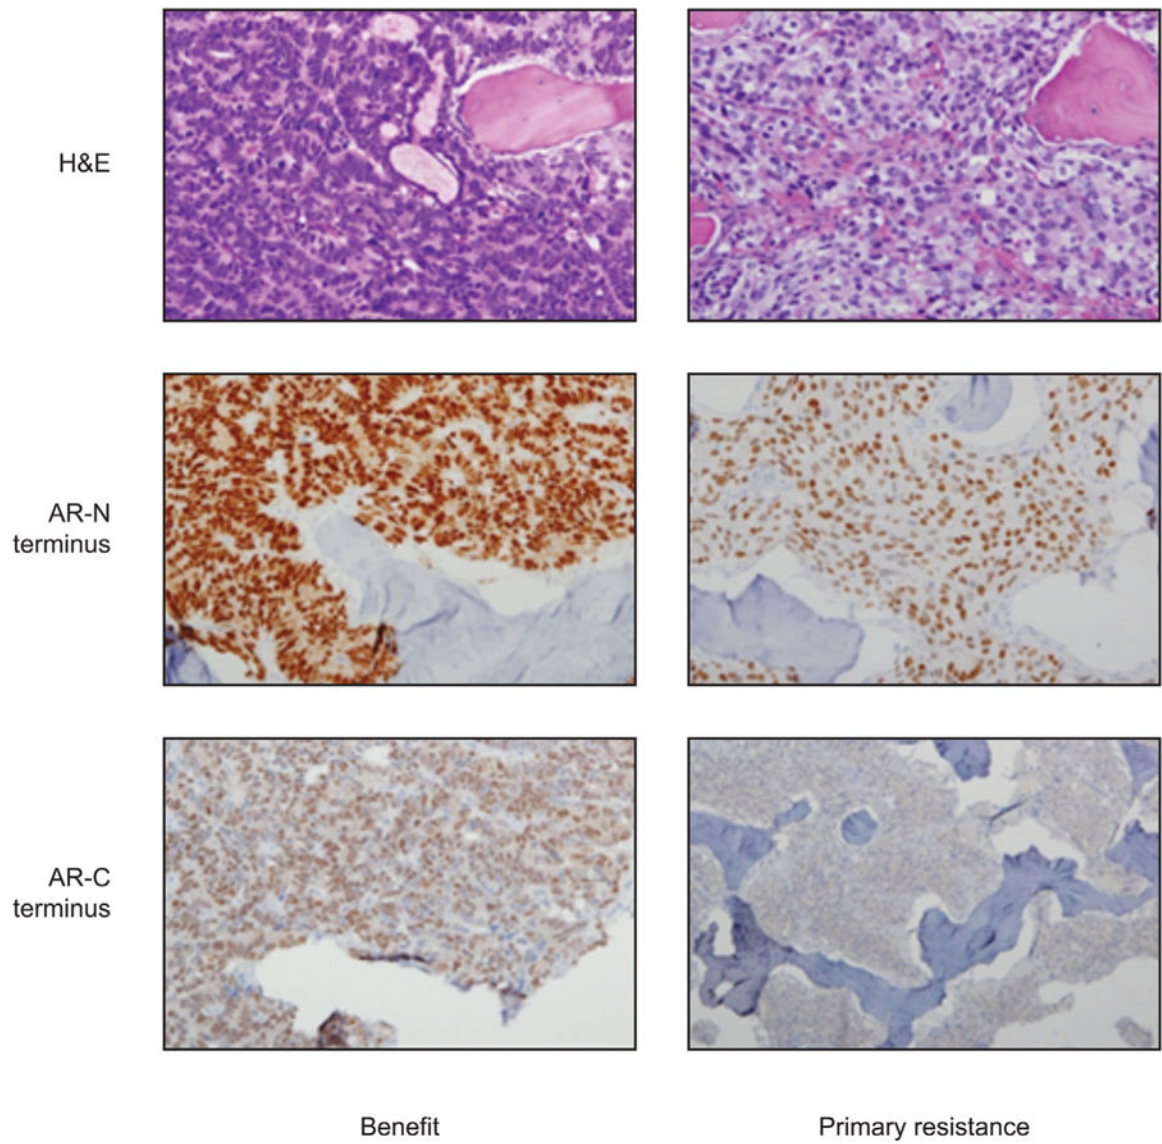 H&E
AR-N
terminus
AR-C
terminus
Benefit
Primary resistance